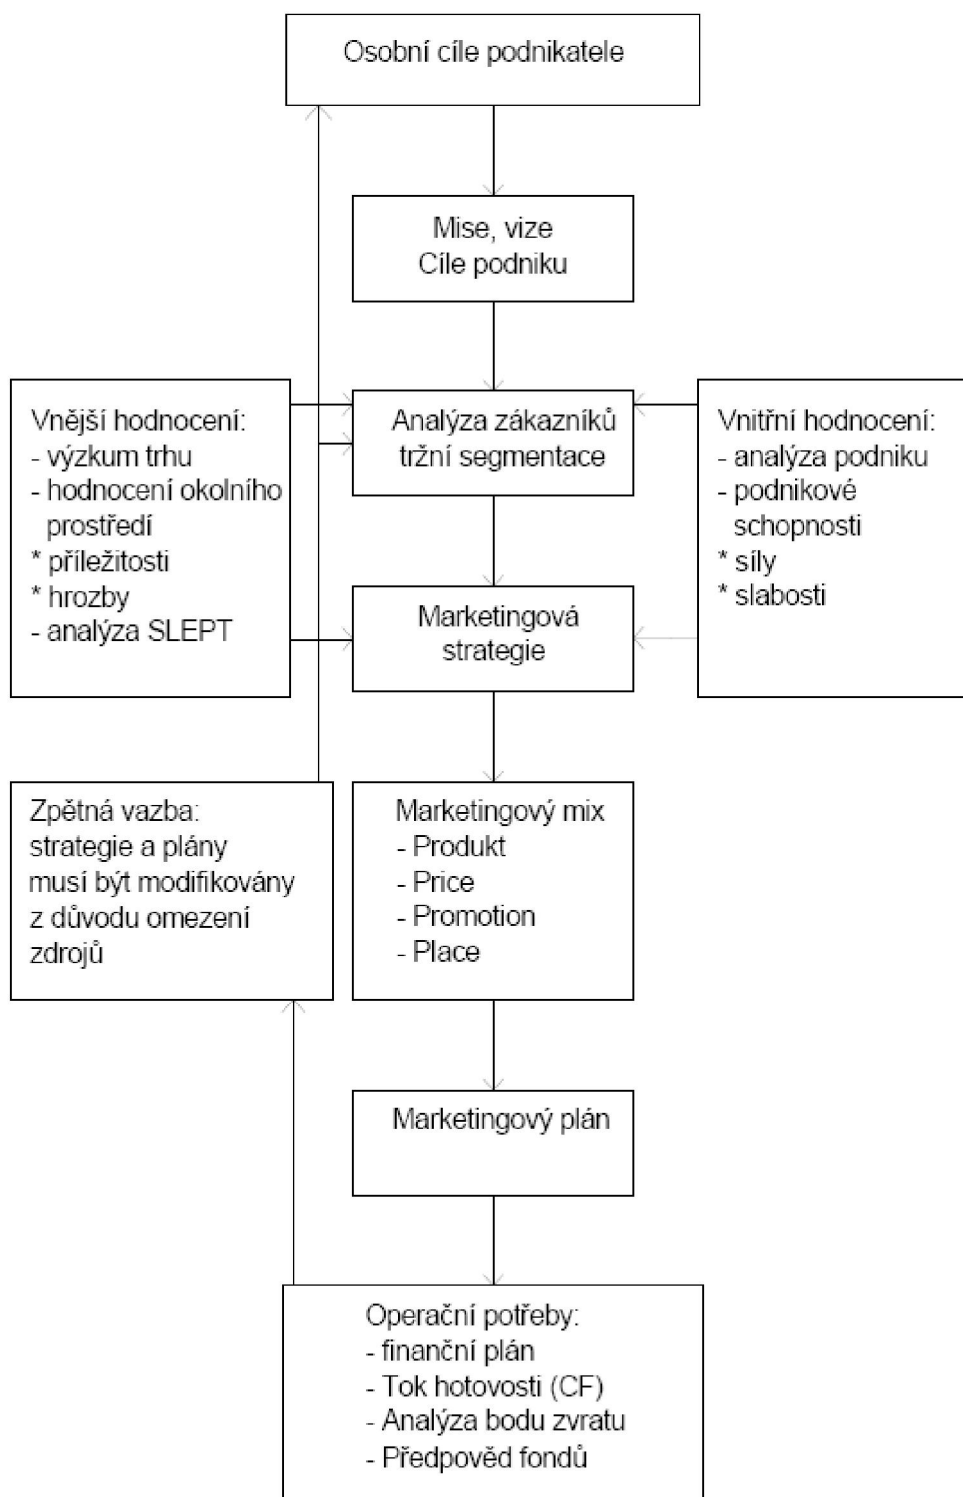 Osobní cíle podnikatele
Mise, vize
Cíle podniku
Vnější hodnocení:
- výzkum trhu
- hodnocení okolního
prostředí
* příležitosti
* hrozby
- analýza SLEPT
Analýza zákazníků
tržní segmentace
Vnitřní hodnocení:
- analýza podniku
- podnikové
schopnosti
* síly
* slabosti
Marketingová
strategie
Zpětná vazba:
strategie a plány
musí být modifikovány
z důvodu omezení
zdrojů
Marketingový mix
- Produkt
- Price
- Promotion
- Place
Marketingový plán
Operační potřeby:
- finanční plán
- Tok hotovosti (CF)
- Analýza bodu zvratu
- Předpověd fondů